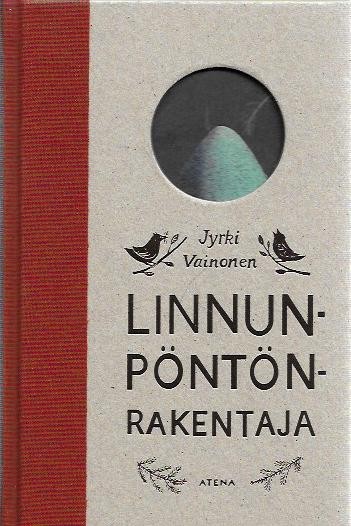 Jyrki
Vainonen
LINNUN-
PÖNTÖN-
RAKENTAJA
ATENA